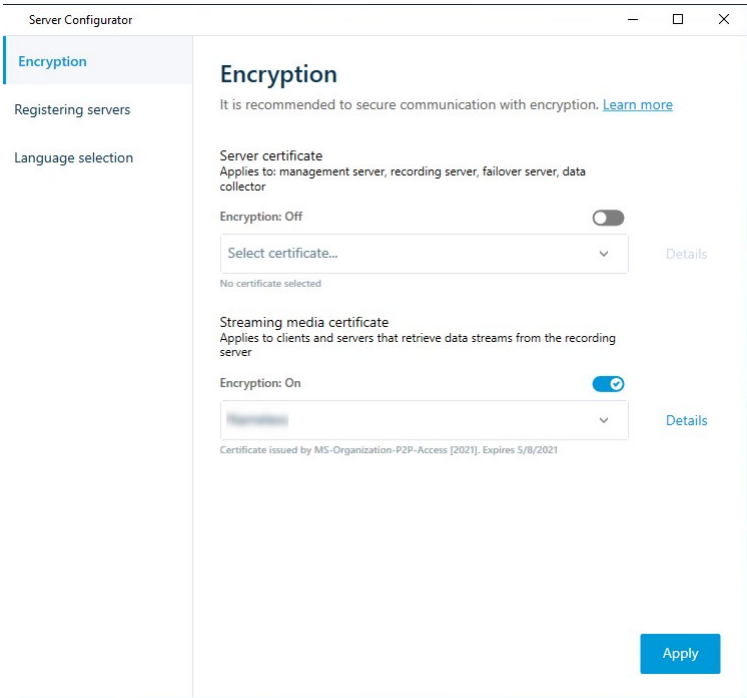 Server Configurator
Encryption
Registering servers
Language selection
Encryption
It is recommended to secure communication with encryption. Learn more
Server certificate
Applies to: management server, recording server, failover server, data
collector
Encryption: Off
Select certificate...
Details
No certificate selected
Streaming media certificate
Applies to clients and servers that retrieve data streams from the recording
server
Encryption: On
Details
Certificate issued by MS-Organization-P2P-Access [2021]. Expires 5/8/2021
Apply